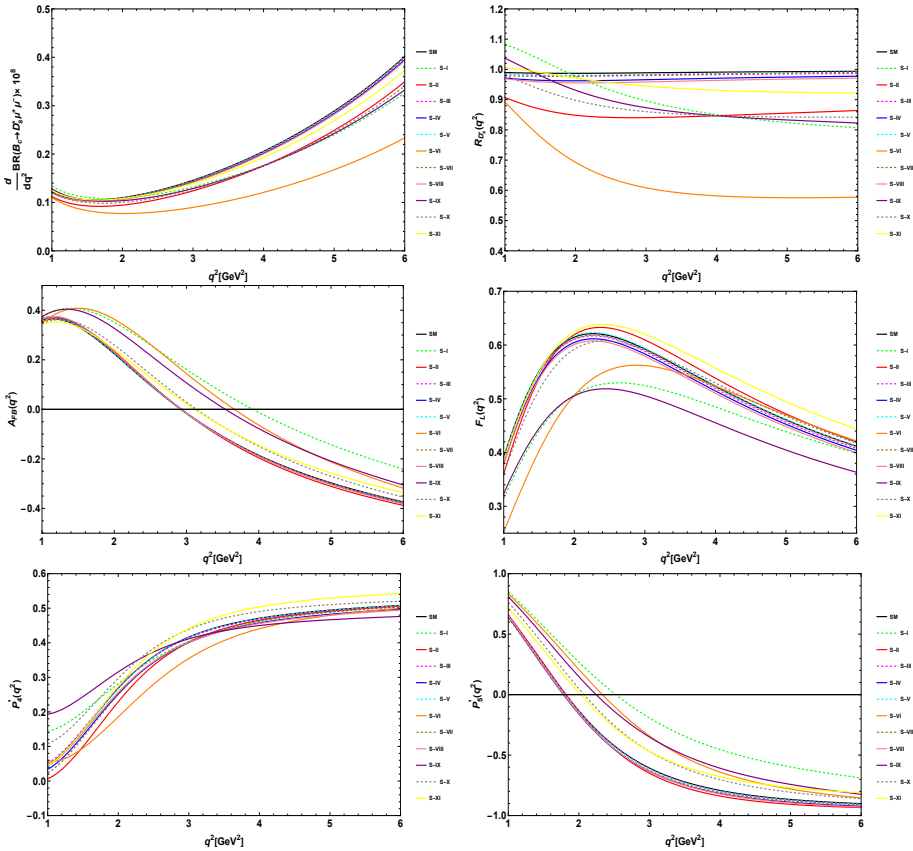 d/dq² BR(B_c→D*_s μ⁺ μ⁻)× 10⁸
0.5
0.4
0.3
0.2
0.1
0.0
1 2 3 4 5 6
q²[GeV²]
SM
S-I
S-II
S-III
S-IV
S-V
S-VI
S-VII
S-VIII
S-IX
S-X
S-XI
R_{D*_s}(q²)
1.2
1.1
1.0
0.9
0.8
0.7
0.6
0.5
0.4
1 2 3 4 5 6
q²[GeV²]
SM
S-I
S-II
S-III
S-IV
S-V
S-VI
S-VII
S-VIII
S-IX
S-X
S-XI
A_FB(q²)
0.4
0.2
0.0
-0.2
-0.4
1 2 3 4 5 6
q²[GeV²]
SM
S-I
S-II
S-III
S-IV
S-V
S-VI
S-VII
S-VIII
S-IX
S-X
S-XI
F_L(q²)
0.7
0.6
0.5
0.4
0.3
1 2 3 4 5 6
q²[GeV²]
SM
S-I
S-II
S-III
S-IV
S-V
S-VI
S-VII
S-VIII
S-IX
S-X
S-XI
P'_4(q²)
0.6
0.5
0.4
0.3
0.2
0.1
0.0
-0.1
1 2 3 4 5 6
q²[GeV²]
SM
S-I
S-II
S-III
S-IV
S-V
S-VI
S-VII
S-VIII
S-IX
S-X
S-XI
P'_5(q²)
1.0
0.5
0.0
-0.5
-1.0
1 2 3 4 5 6
q²[GeV²]
SM
S-I
S-II
S-III
S-IV
S-V
S-VI
S-VII
S-VIII
S-IX
S-X
S-XI